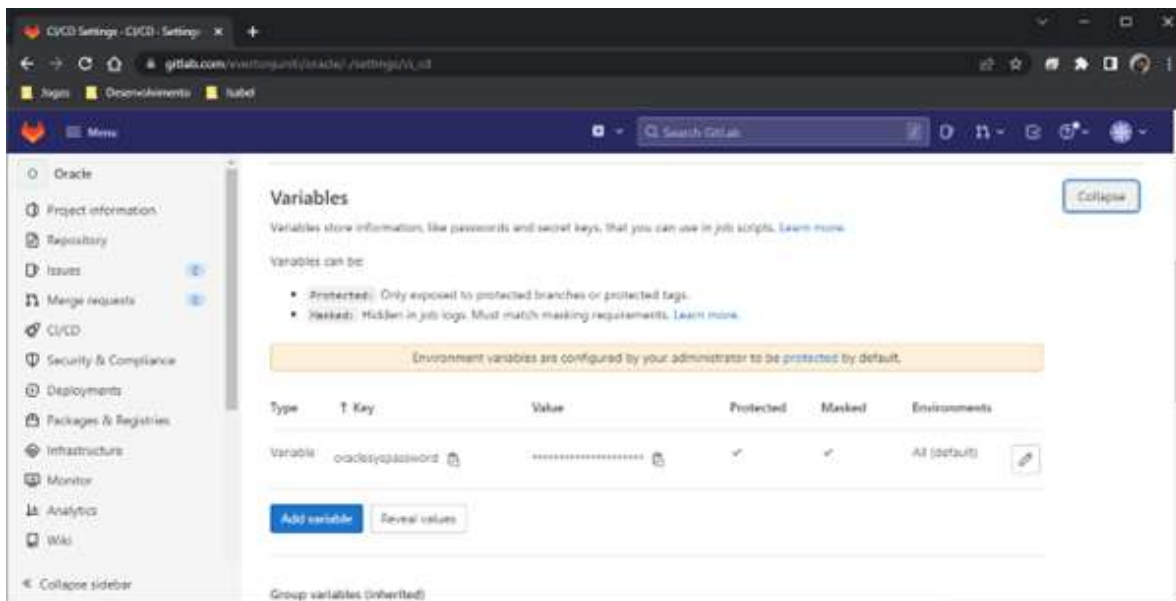 CI/CD Settings · CI/CD · Settings
gitlab.com/
Jogos Desenvolvimento Isabel
Menu
Search GitLab
O Oracle
Project information
Repository
Issues 0
Merge requests 0
CI/CD
Security & Compliance
Deployments
Packages & Registries
Infrastructure
Monitor
Analytics
Wiki
Collapse sidebar
Variables
Collapse
Variables store information, like passwords and secret keys, that you can use in job scripts. Learn more.
Variables can be:
Protected: Only exposed to protected branches or protected tags.
Masked: Hidden in job logs. Must match masking requirements. Learn more.
Environment variables are configured by your administrator to be protected by default.
Type ↑ Key Value Protected Masked Environments
Variable oraclesyspassword ********************* All (default)
Add variable Reveal values
Group variables (inherited)